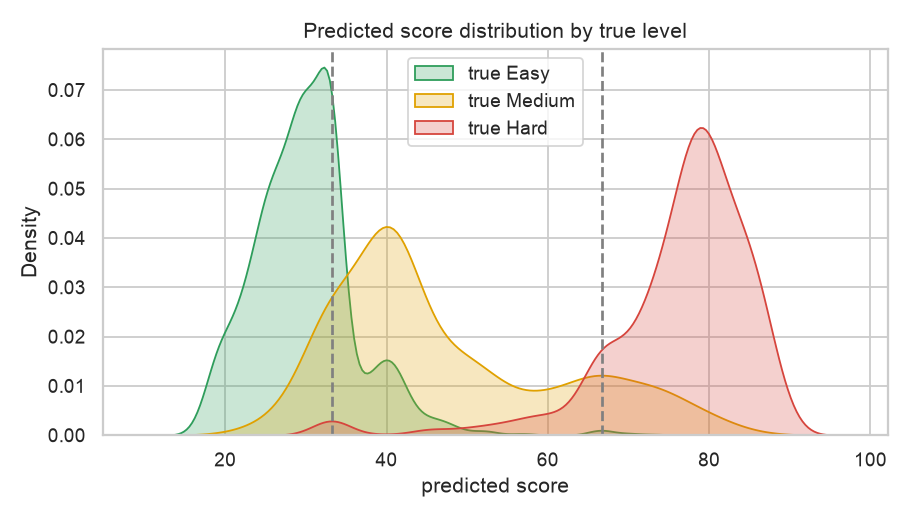 Predicted score distribution by true level
true Easy
true Medium
true Hard
Density
0.07
0.06
0.05
0.04
0.03
0.02
0.01
0.00
20 40 60 80 100
predicted score